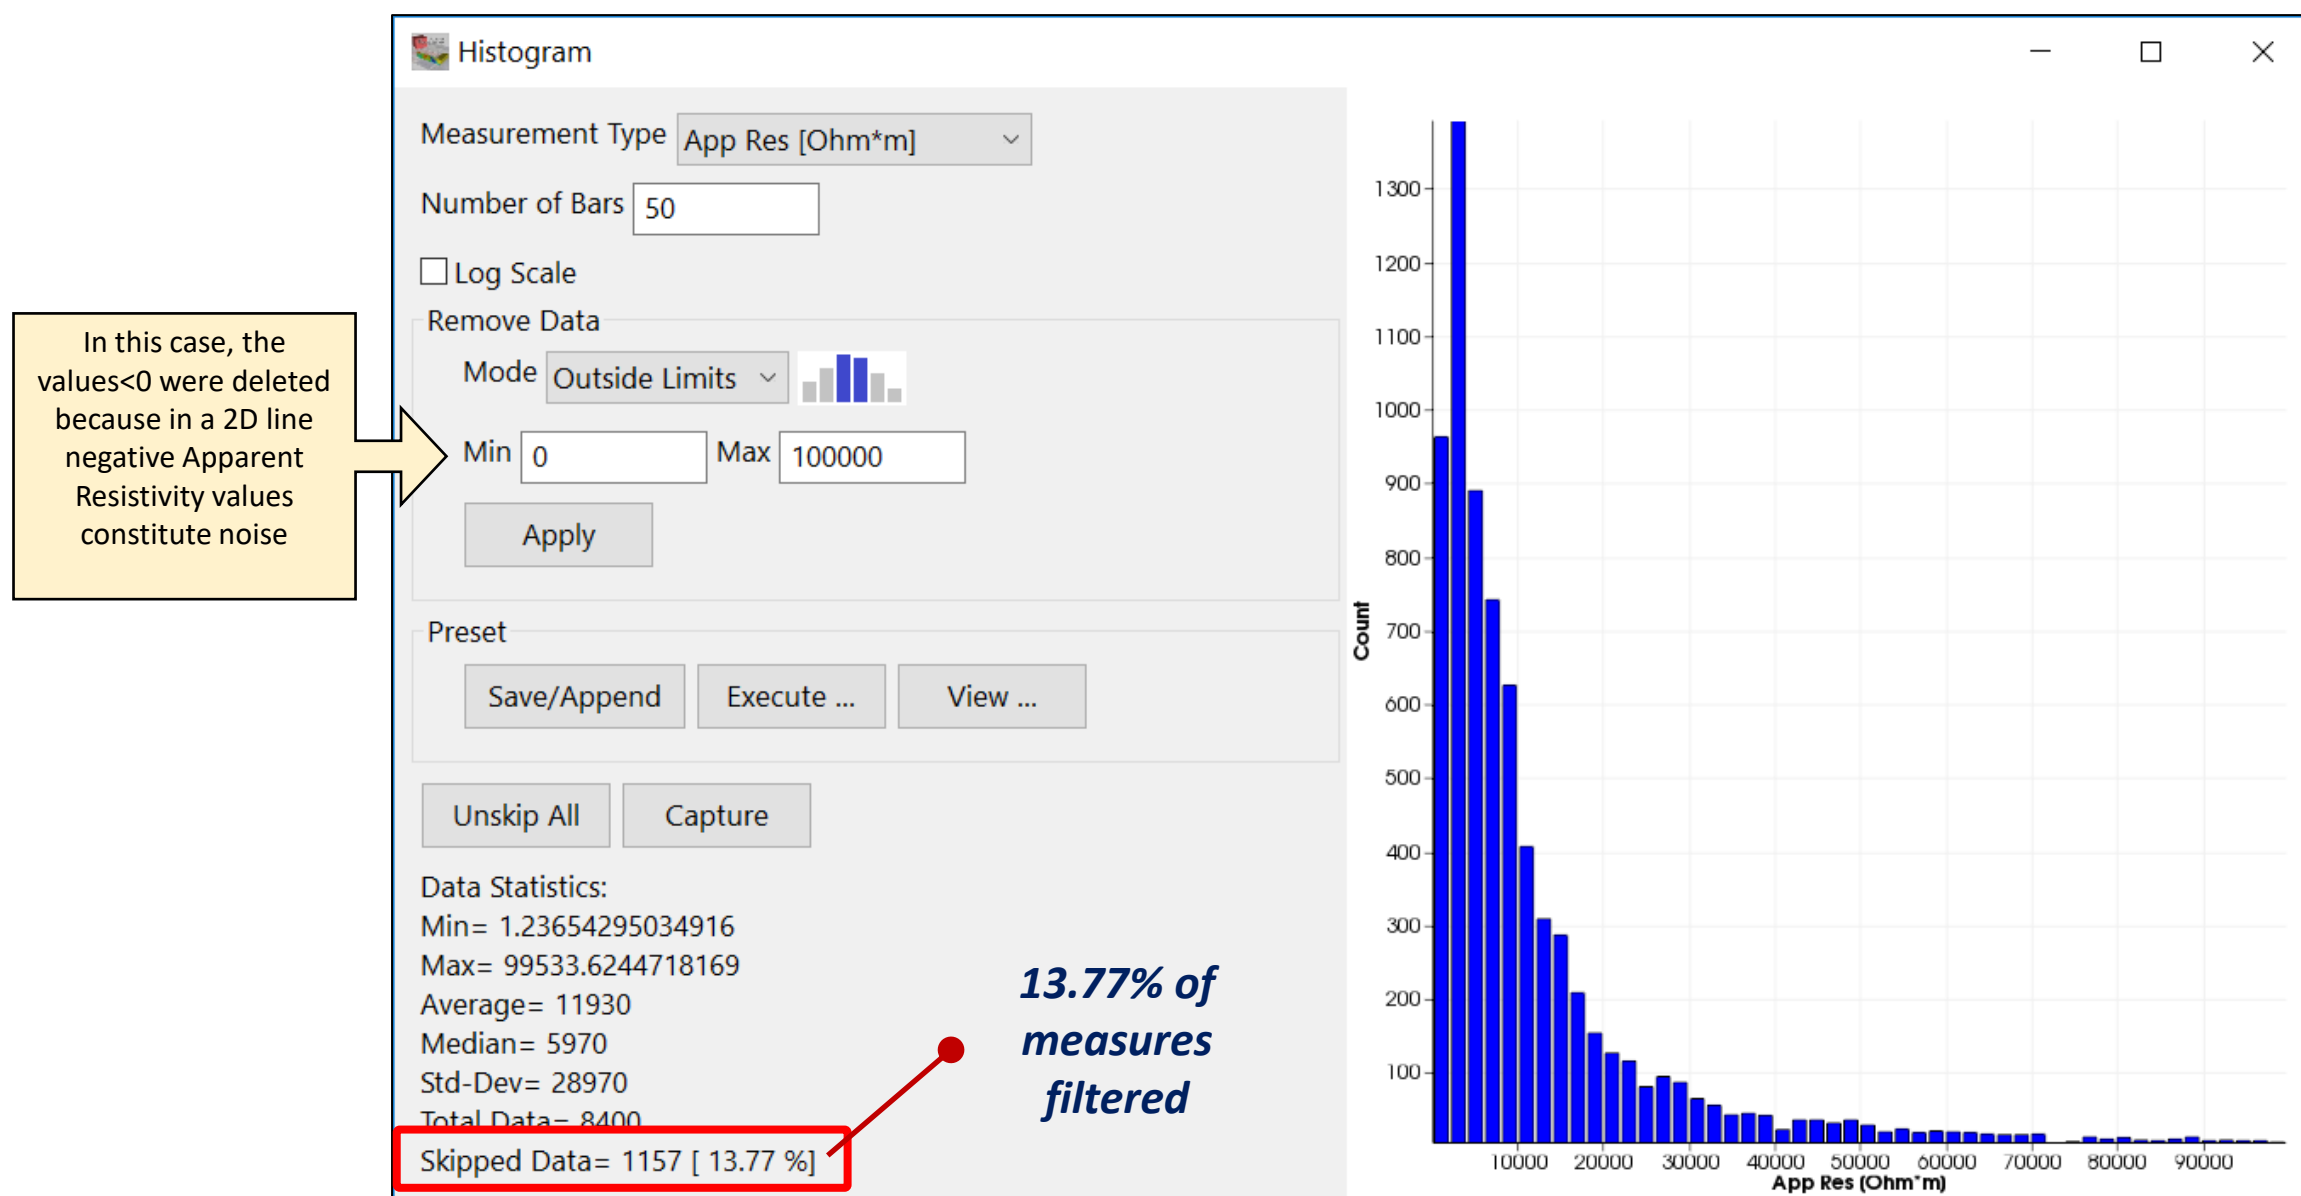 Histogram
Measurement Type App Res [Ohm*m]
Number of Bars 50
Log Scale
Remove Data
Mode Outside Limits
Min 0 Max 100000
Apply
In this case, the
values<0 were deleted
because in a 2D line
negative Apparent
Resistivity values
constitute noise
Preset
Save/Append Execute ... View ...
Unskip All Capture
Data Statistics:
Min= 1.23654295034916
Max= 99533.6244718169
Average= 11930
Median= 5970
Std-Dev= 28970
Total Data= 8400
Skipped Data= 1157 [ 13.77 %]
13.77% of
measures
filtered
1300
1200
1100
1000
900
800
700
600
500
400
300
200
100
Count
10000 20000 30000 40000 50000 60000 70000 80000 90000
App Res (Ohm*m)